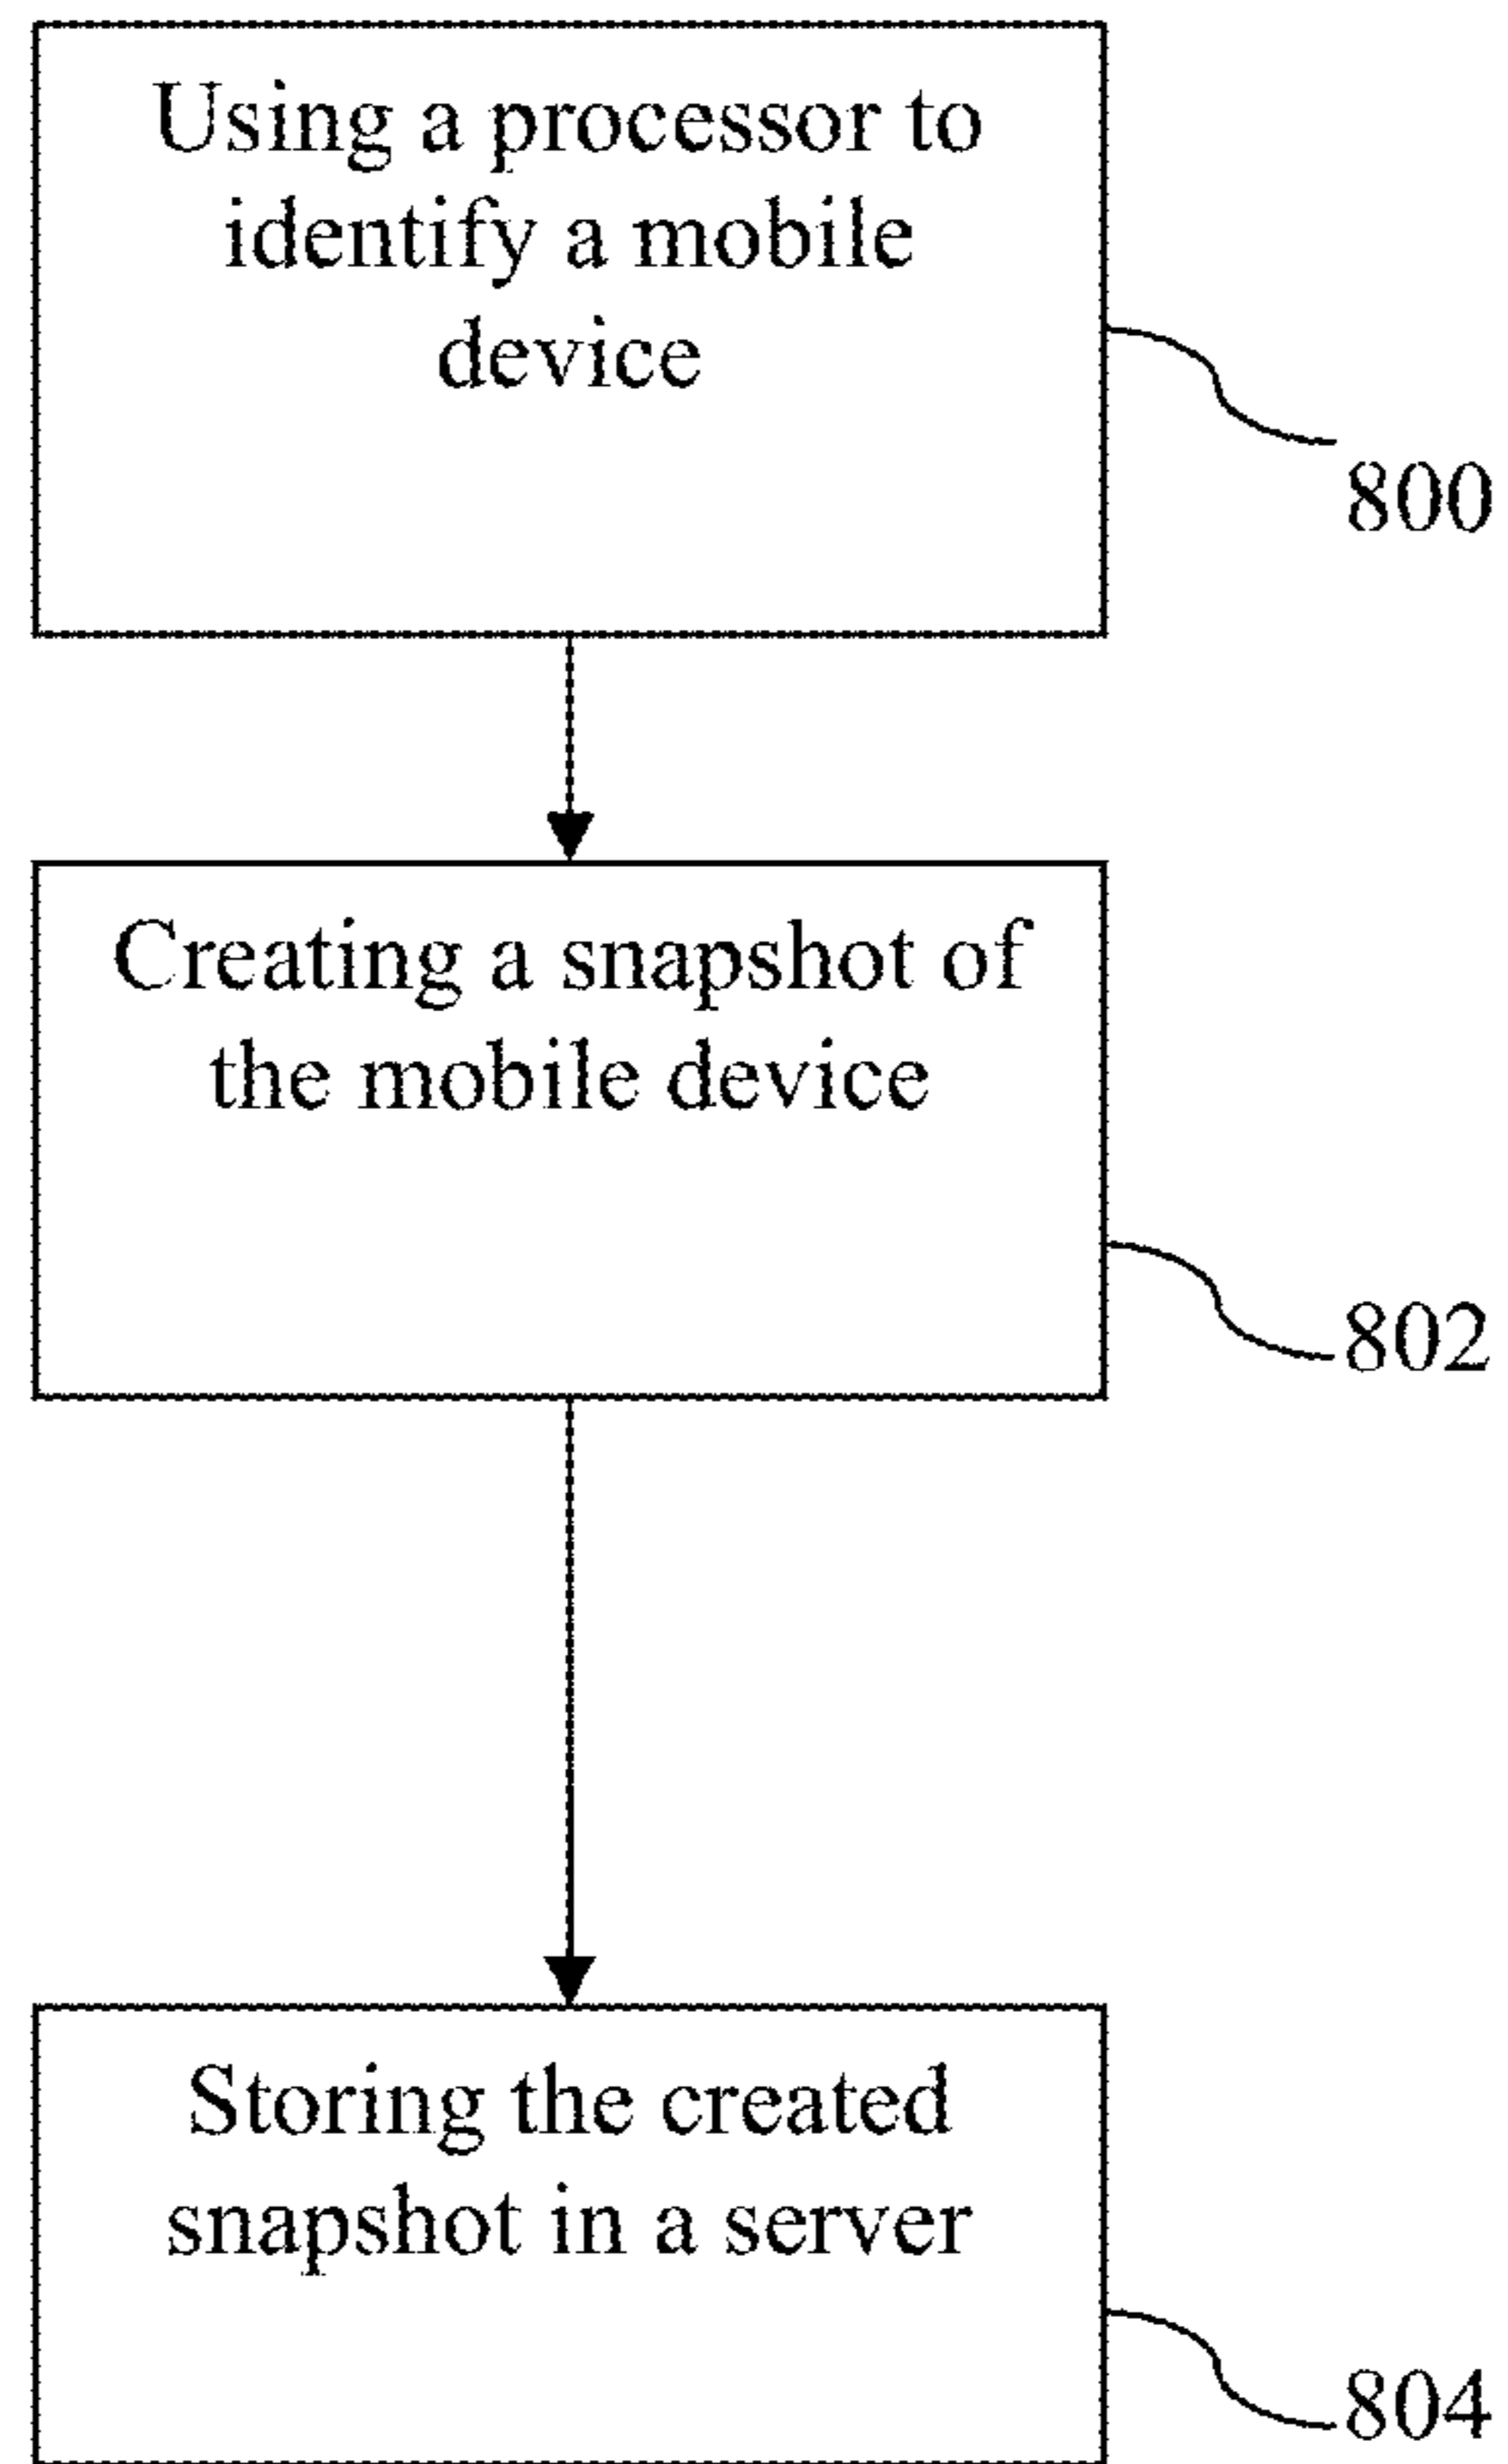 Using a processor to
identify a mobile
device
800
Creating a snapshot of
the mobile device
802
Storing the created
snapshot in a server
804